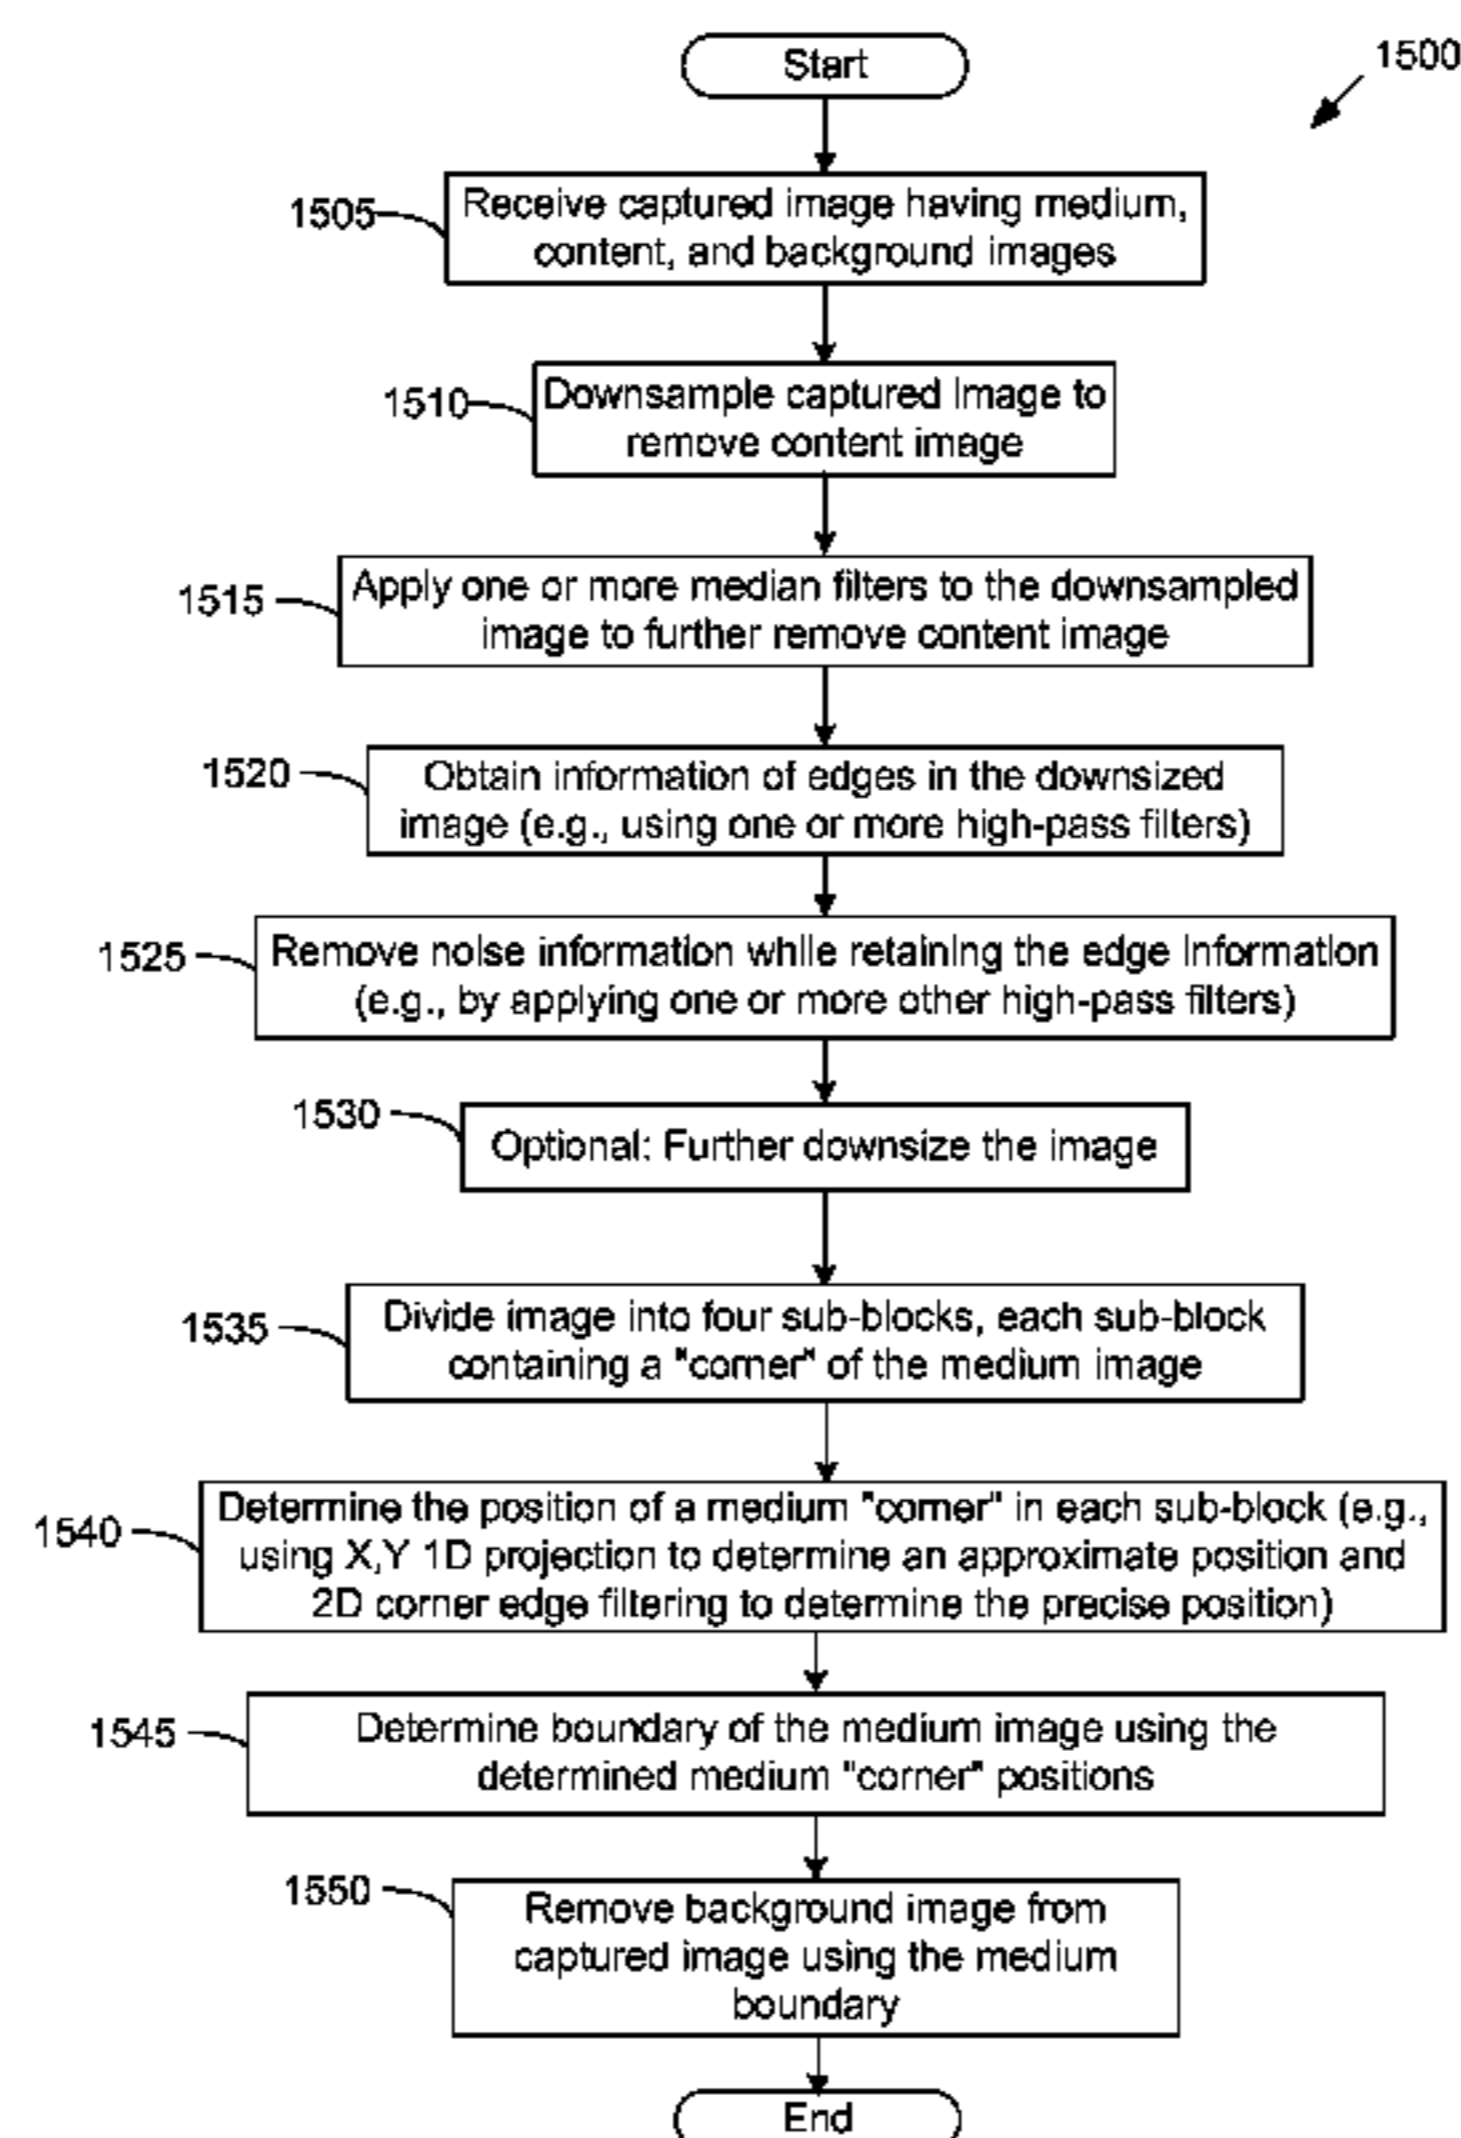 Start
1500
1505
Receive captured image having medium,
content, and background images
1510
Downsample captured Image to
remove content image
1515
Apply one or more median filters to the downsampled
image to further remove content image
1520
Obtain information of edges in the downsized
image (e.g., using one or more high-pass filters)
1525
Remove noise information while retaining the edge information
(e.g., by applying one or more other high-pass filters)
1530
Optional: Further downsize the image
1535
Divide image into four sub-blocks, each sub-block
containing a "corner" of the medium image
1540
Determine the position of a medium "corner" in each sub-block (e.g.,
using X,Y 1D projection to determine an approximate position and
2D corner edge filtering to determine the precise position)
1545
Determine boundary of the medium image using the
determined medium "corner" positions
1550
Remove background image from
captured image using the medium
boundary
End